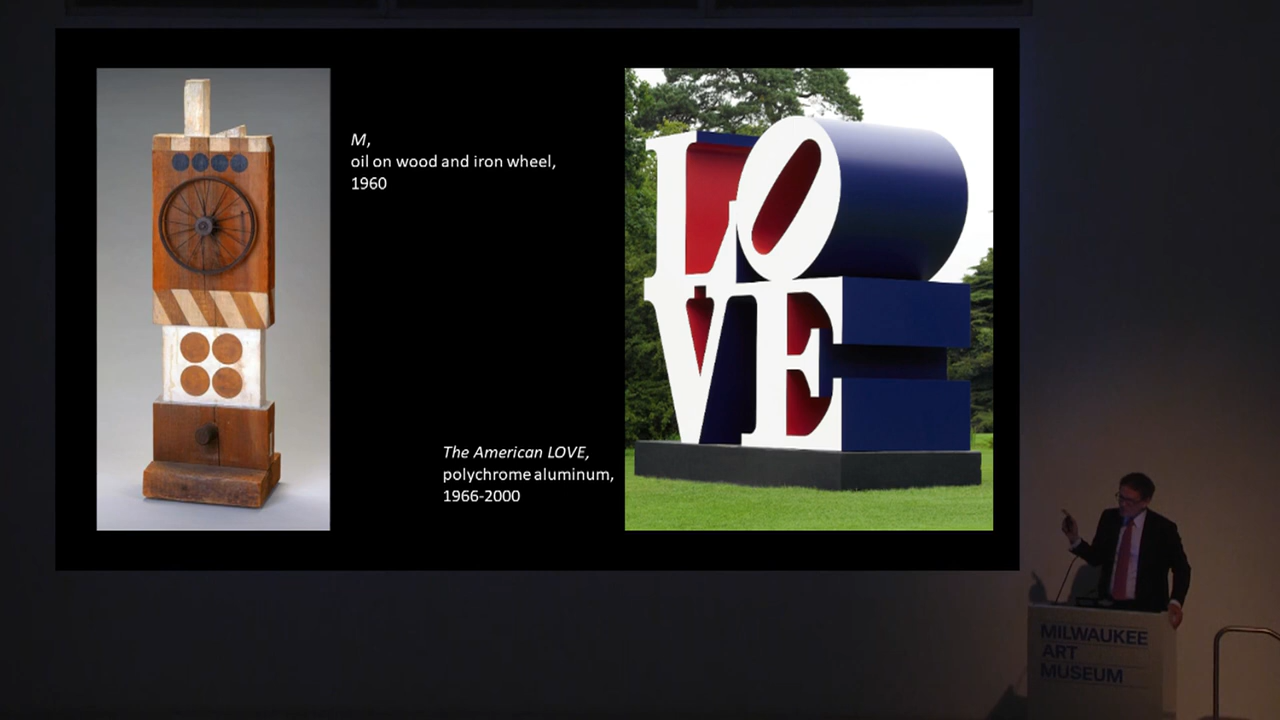 M,
oil on wood and iron wheel,
1960
LOVE
The American LOVE,
polychrome aluminum,
1966-2000
MILWAUKEE
ART
MUSEUM